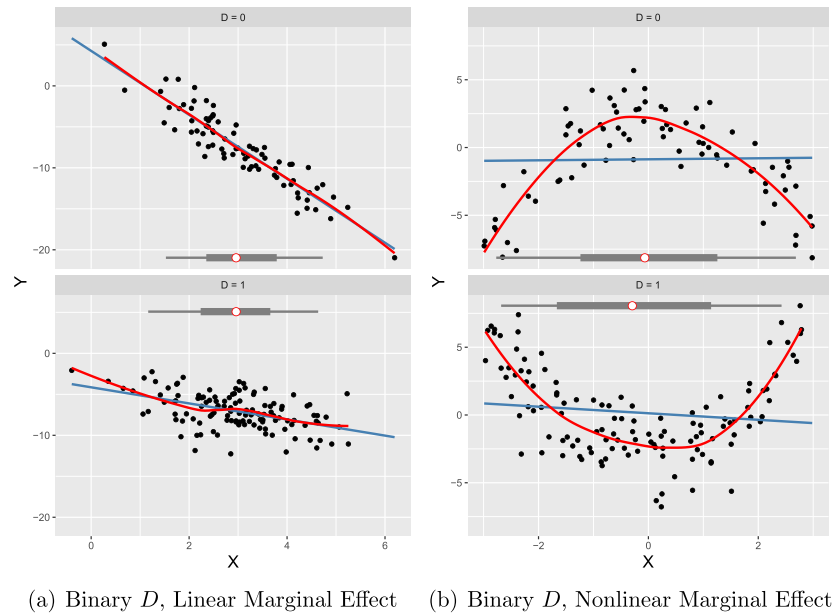 D = 0
0
−10
−20
D = 1
0
−10
−20
0
2
4
6
X
Y
D = 0
5
0
−5
D = 1
5
0
−5
−2
0
2
X
Y
(a) Binary D, Linear Marginal Effect
(b) Binary D, Nonlinear Marginal Effect